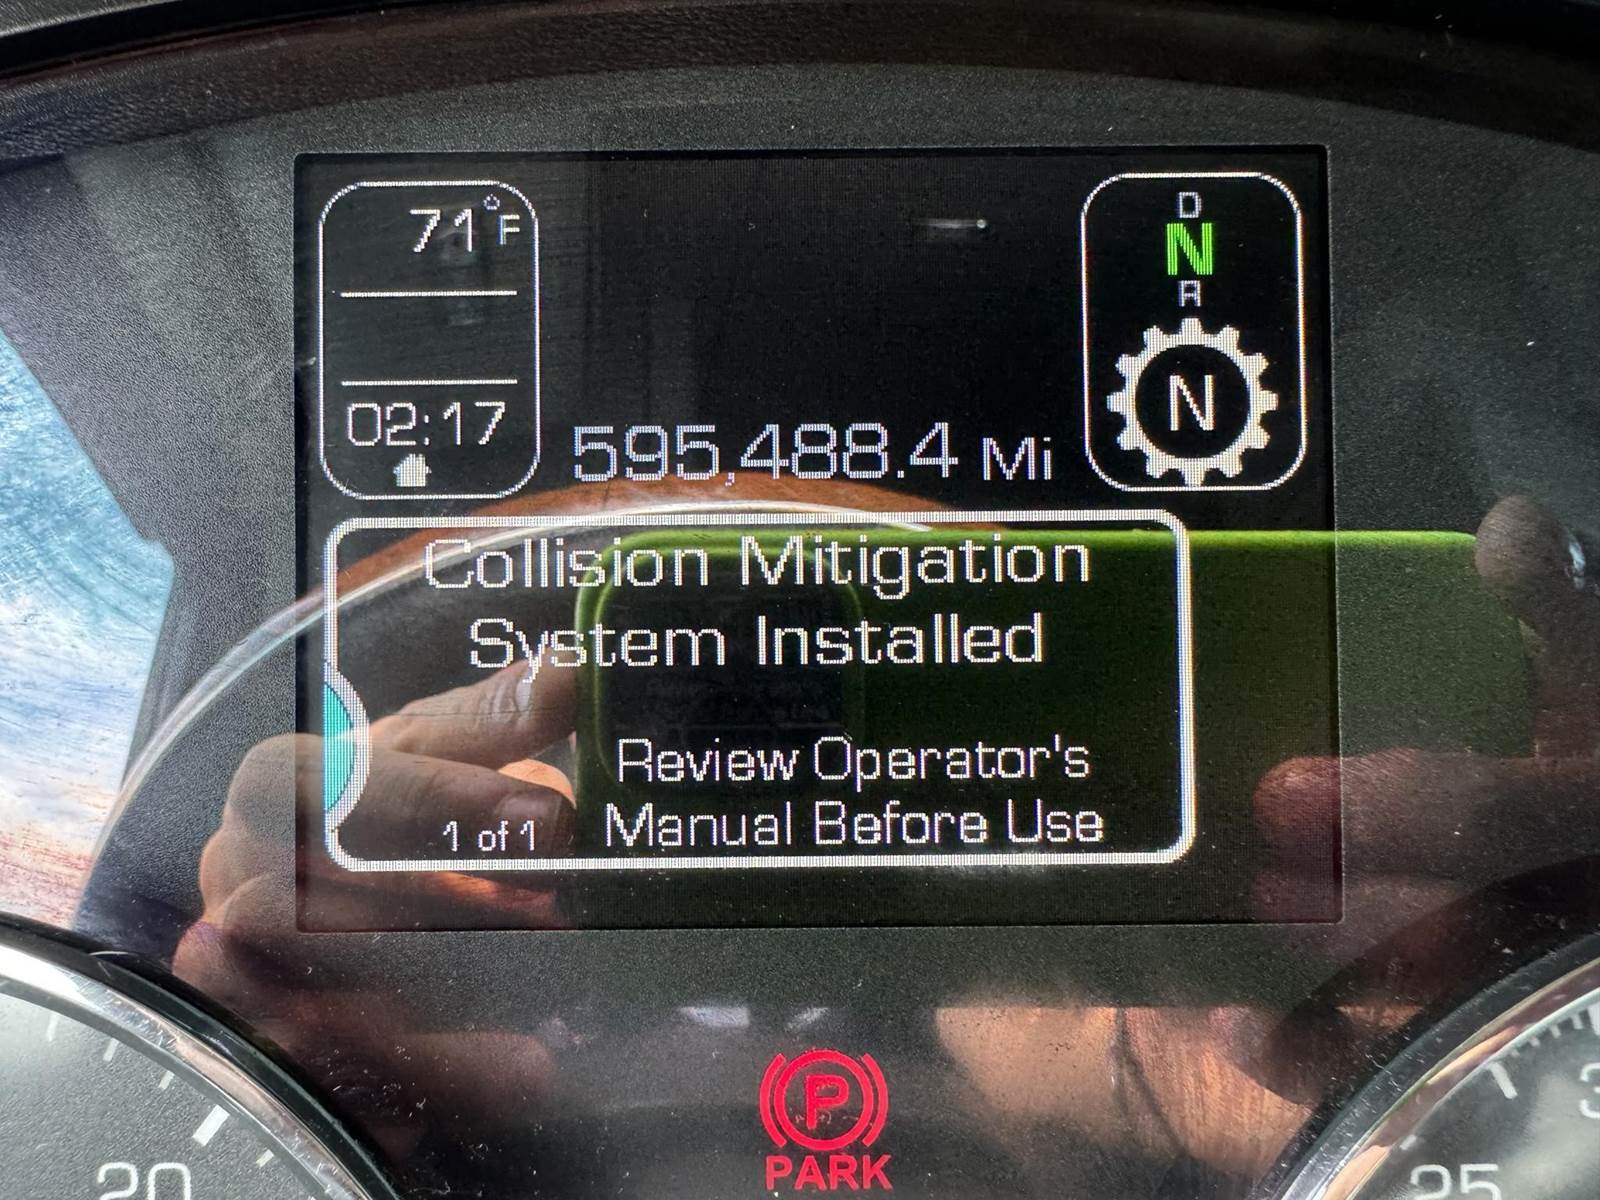 71°F
02:17
595,488.4 Mi
D
N
R
N
Collision Mitigation
System Installed
Review Operator's
Manual Before Use
1 of 1
P
PARK
20
25